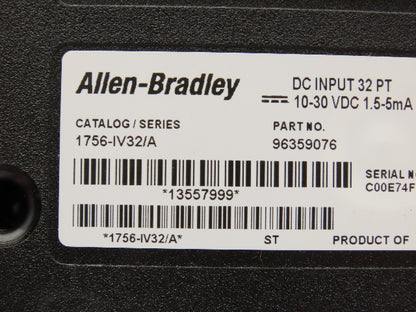 Allen-Bradley
DC INPUT 32 PT
10-30 VDC 1.5-5mA
CATALOG / SERIES
PART NO.
1756-IV32/A
96359076
SERIAL
C00E74F
*13557999*
*1756-IV32/A*
ST
PRODUCT OF